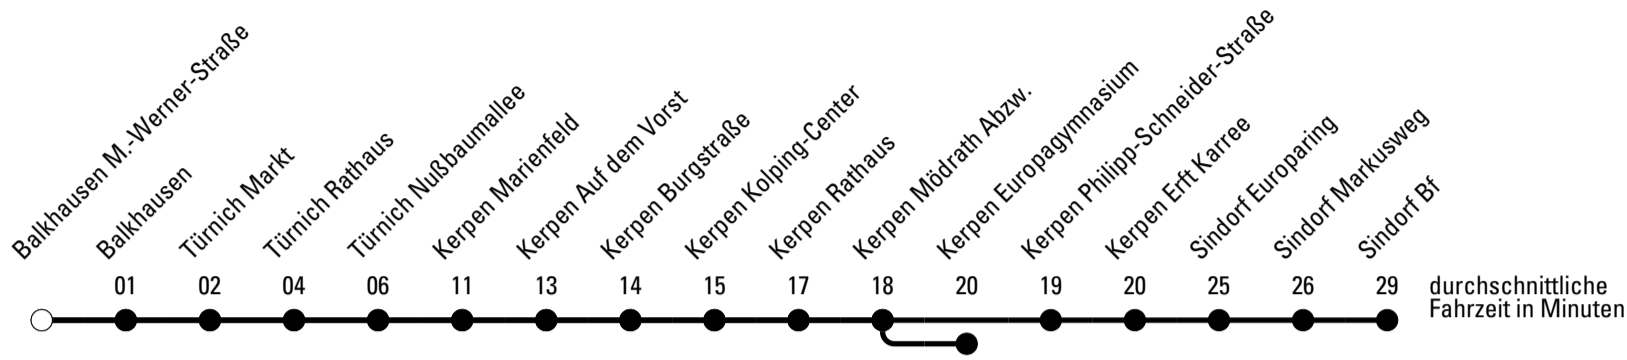 Balkhausen M.-Werner-Straße
Balkhausen
Türnich Markt
Türnich Rathaus
Türnich Nußbaumallee
Kerpen Marienfeld
Kerpen Auf dem Vorst
Kerpen Burgstraße
Kerpen Kolping-Center
Kerpen Rathaus
Kerpen Mödrath Abzw.
Kerpen Europagymnasium
Kerpen Philipp-Schneider-Straße
Kerpen Erft Karree
Sindorf Europaring
Sindorf Markusweg
Sindorf Bf
01 02 04 06 11 13 14 15 17 18 20 19 20 25 26 29
durchschnittliche
Fahrzeit in Minuten